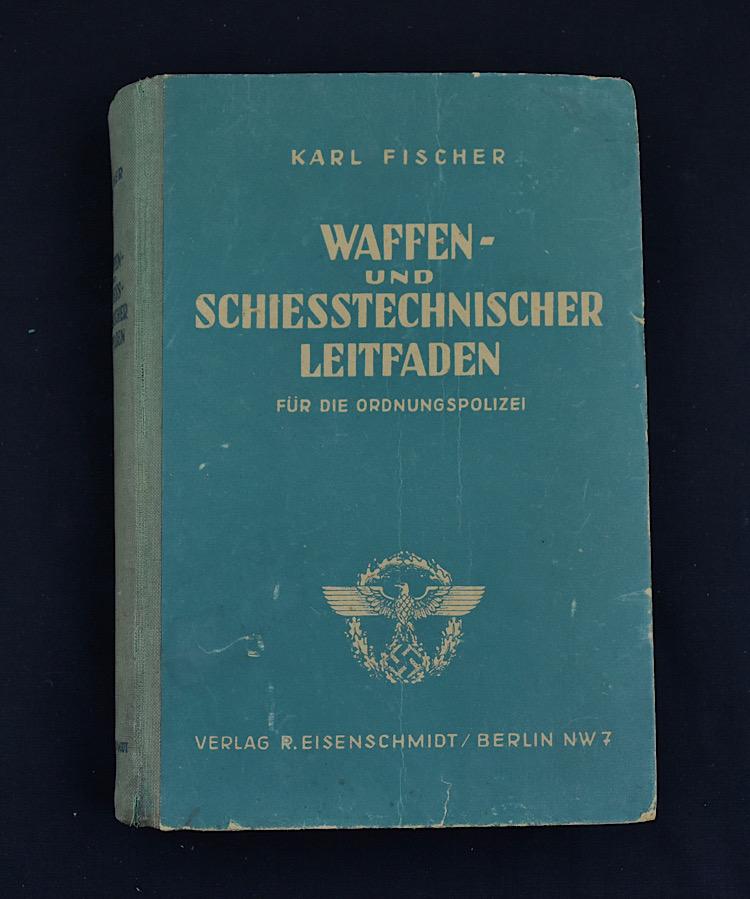 KARL FISCHER
WAFFEN-
UND
SCHIESSTECHNISCHER
LEITFADEN
FÜR DIE ORDNUNGSPOLIZEI
VERLAG R. EISENSCHMIDT / BERLIN NW 7